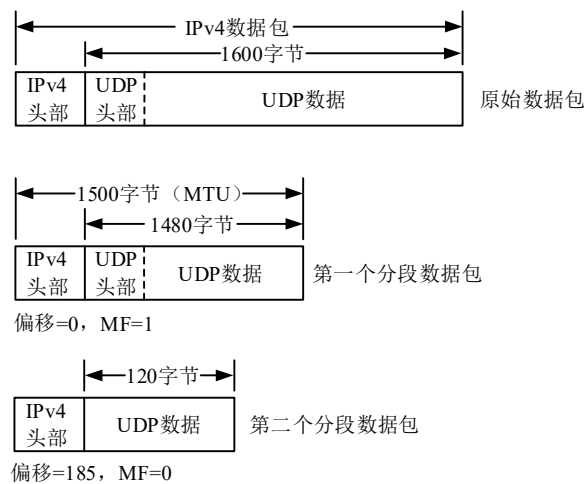 IPv4数据包
1600字节
IPv4
头部
UDP
头部
UDP数据
原始数据包
1500字节（MTU）
1480字节
IPv4
头部
UDP
头部
UDP数据
第一个分段数据包
偏移=0，MF=1
120字节
IPv4
头部
UDP数据
第二个分段数据包
偏移=185，MF=0